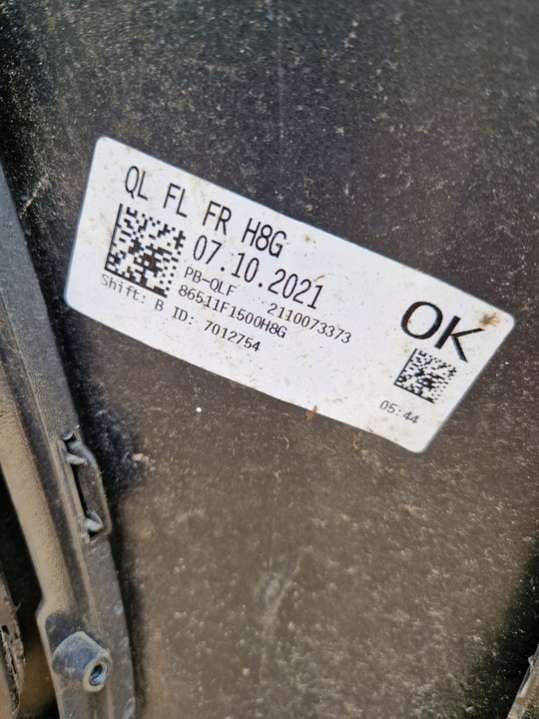 QL FL FR H8G
07.10.2021
PB-QLF 2110073373
86511F1500H8G
Shift: B ID: 7012754
OK
05:44